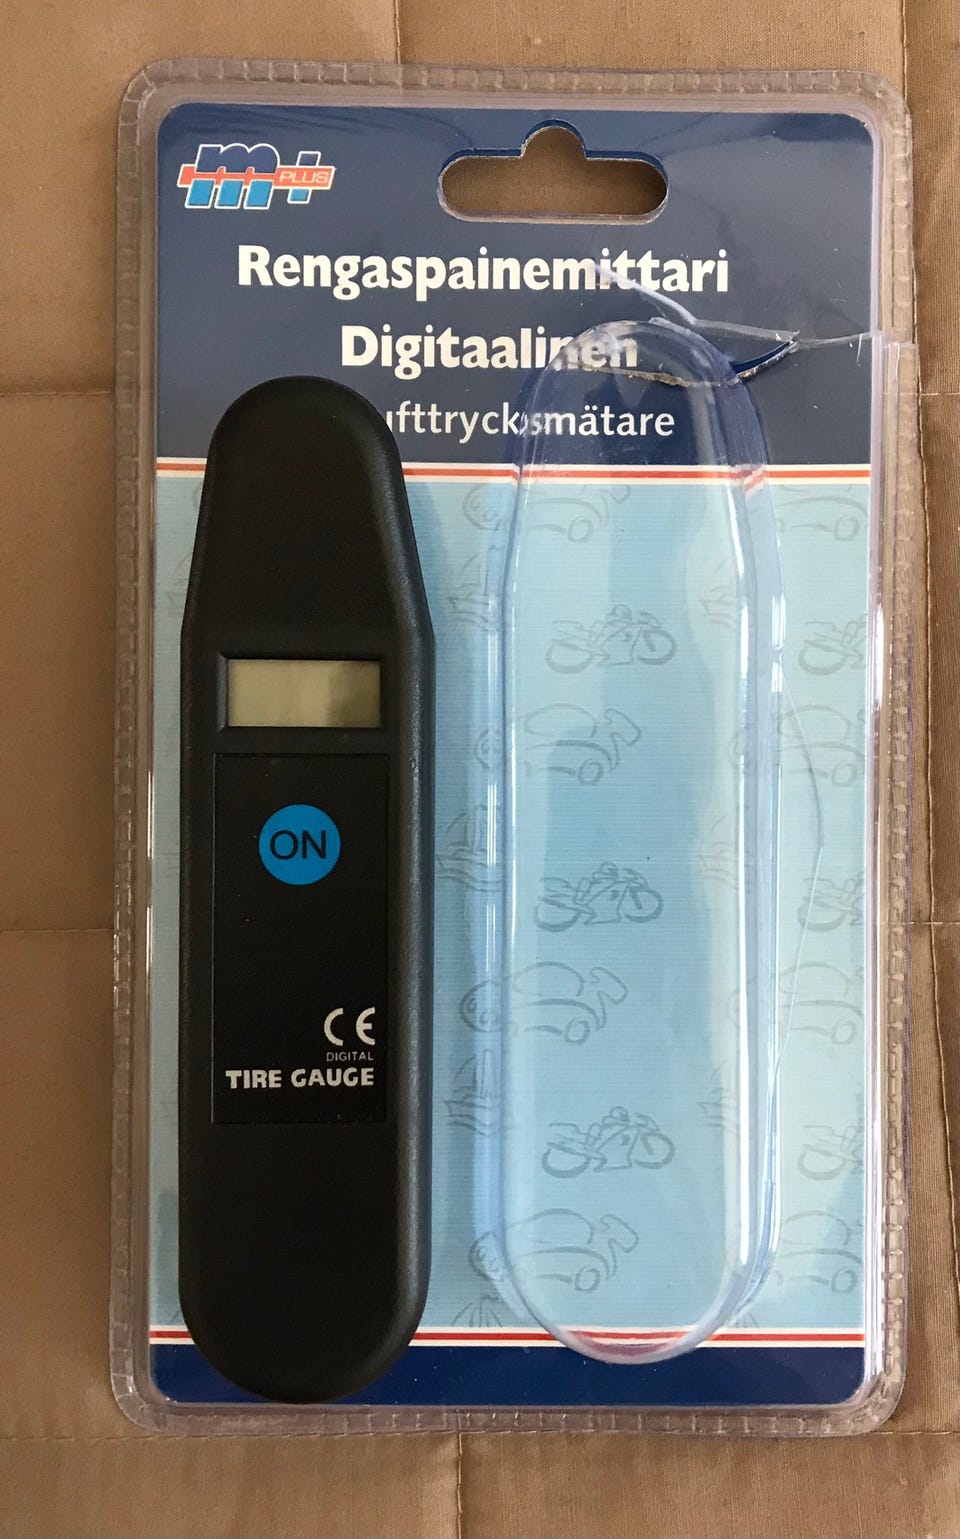 m+ PLUS
Rengaspainemittari
Digitaalinen
ufttrycksmätare
ON
CE
DIGITAL
TIRE GAUGE